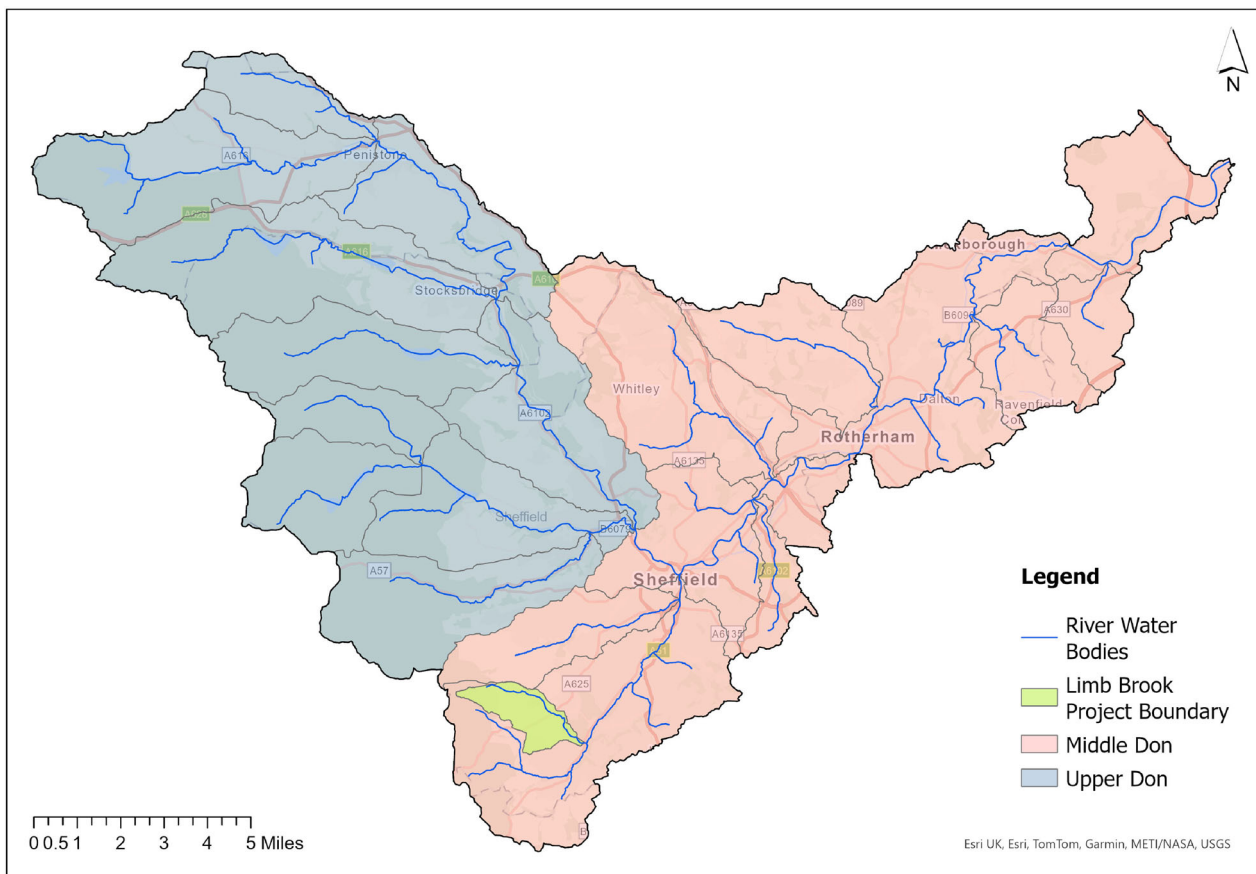 N
Penistone
A616
A616
Stocksbridge
Whitley
A6102
A6135
B6079
Sheffield
A57
Sheffield
A6135
A61
A625
Rotherham
Dalton
Ravenfield
A630
Legend
River Water
Bodies
Limb Brook
Project Boundary
Middle Don
Upper Don
0 0.5 1 2 3 4 5 Miles
Esri UK, Esri, TomTom, Garmin, METI/NASA, USGS